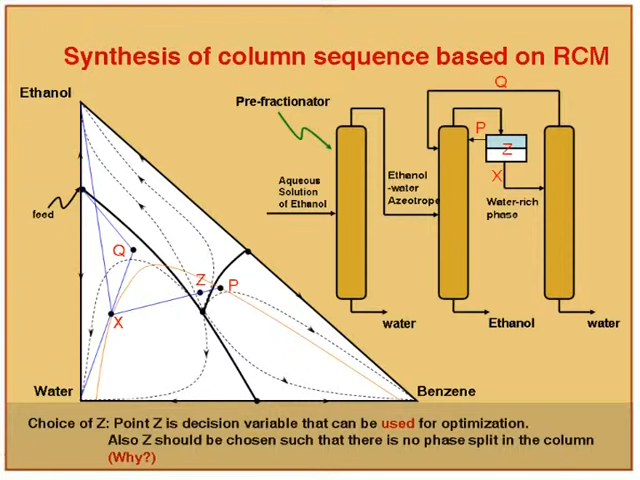 Synthesis of column sequence based on RCM
Ethanol
Pre-fractionator
Q
P
Z
X
Aqueous
Solution
of Ethanol
Ethanol
-water
Azeotrope
Water-rich
phase
feed
Q
Z
P
X
water
Ethanol
water
Water
Benzene
Choice of Z: Point Z is decision variable that can be used for optimization.
Also Z should be chosen such that there is no phase split in the column
(Why?)